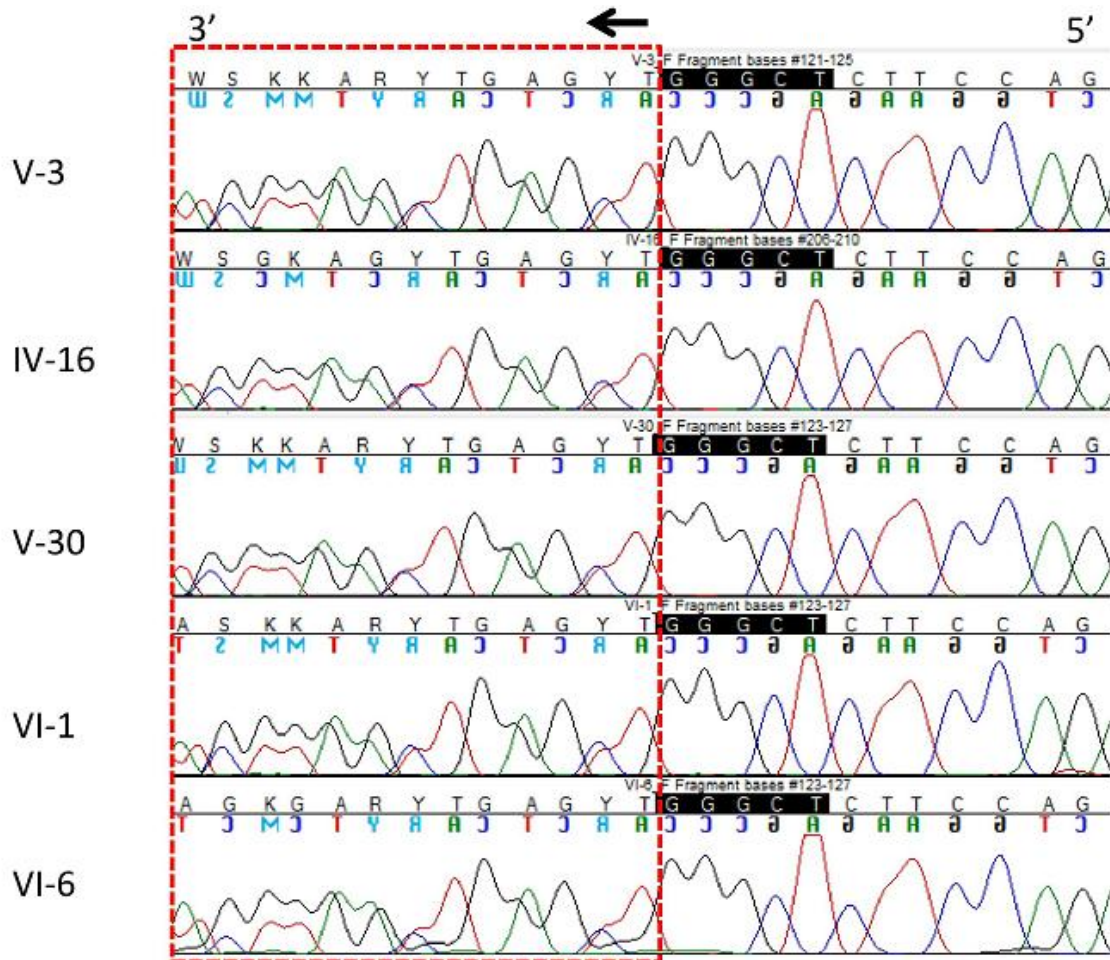 3' 5'
V-3_F Fragment bases #121-125
W S K K A R Y T G A G Y T G G G C T C T T C C A G
W S M M T Y R A C T C R A C C C G A G A A G G T C
V-3
IV-16_F Fragment bases #206-210
W S G K A G Y T G A G Y T G G G C T C T T C C A G
W S C M T C R A C T C R A C C C G A G A A G G T C
IV-16
V-30_F Fragment bases #123-127
W S K K A R Y T G A G Y T G G G C T C T T C C A G
W S M M T Y R A C T C R A C C C G A G A A G G T C
V-30
VI-1_F Fragment bases #123-127
A S K K A R Y T G A G Y T G G G C T C T T C C A G
T S M M T Y R A C T C R A C C C G A G A A G G T C
VI-1
VI-6_F Fragment bases #123-127
A G K G A R Y T G A G Y T G G G C T C T T C C A G
T C M C T Y R A C T C R A C C C G A G A A G G T C
VI-6